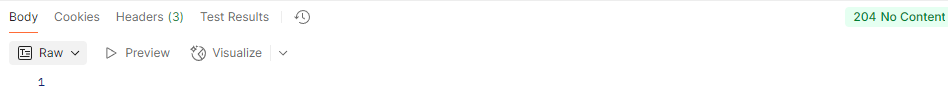 Body Cookies Headers (3) Test Results 204 No Content
Raw Preview Visualize
1